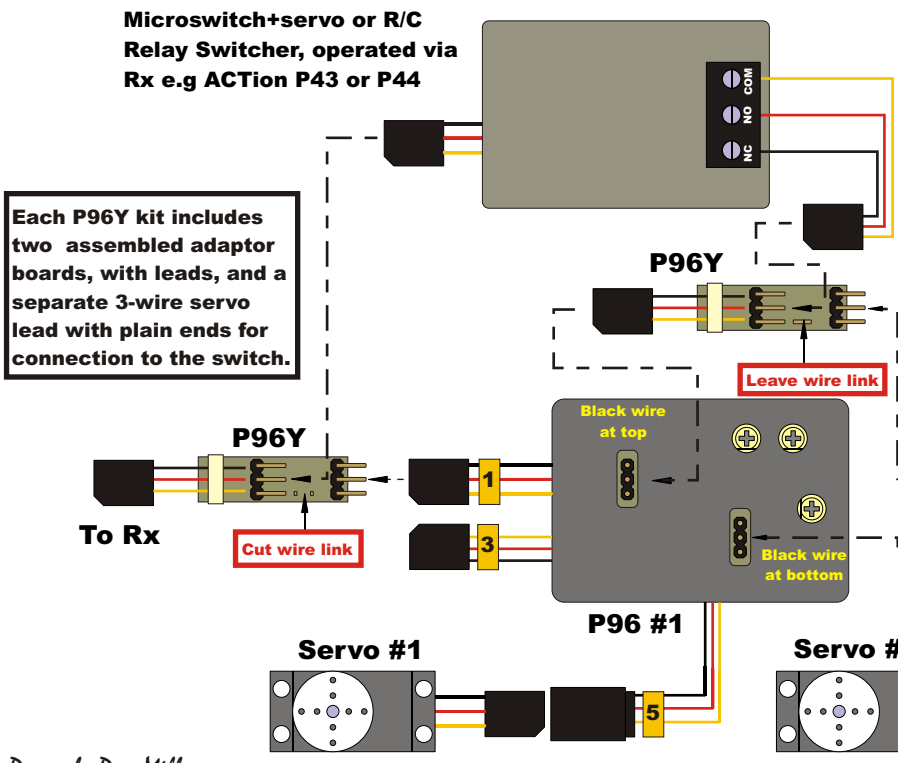 Microswitch+servo or R/C
Relay Switcher, operated via
Rx e.g ACTion P43 or P44
COM
NO
NC
Each P96Y kit includes
two assembled adaptor
boards, with leads, and a
separate 3-wire servo
lead with plain ends for
connection to the switch.
P96Y
Leave wire link
Black wire
at top
P96Y
1
To Rx
Cut wire link
3
Black wire
at bottom
P96 #1
Servo #1
Servo #
5